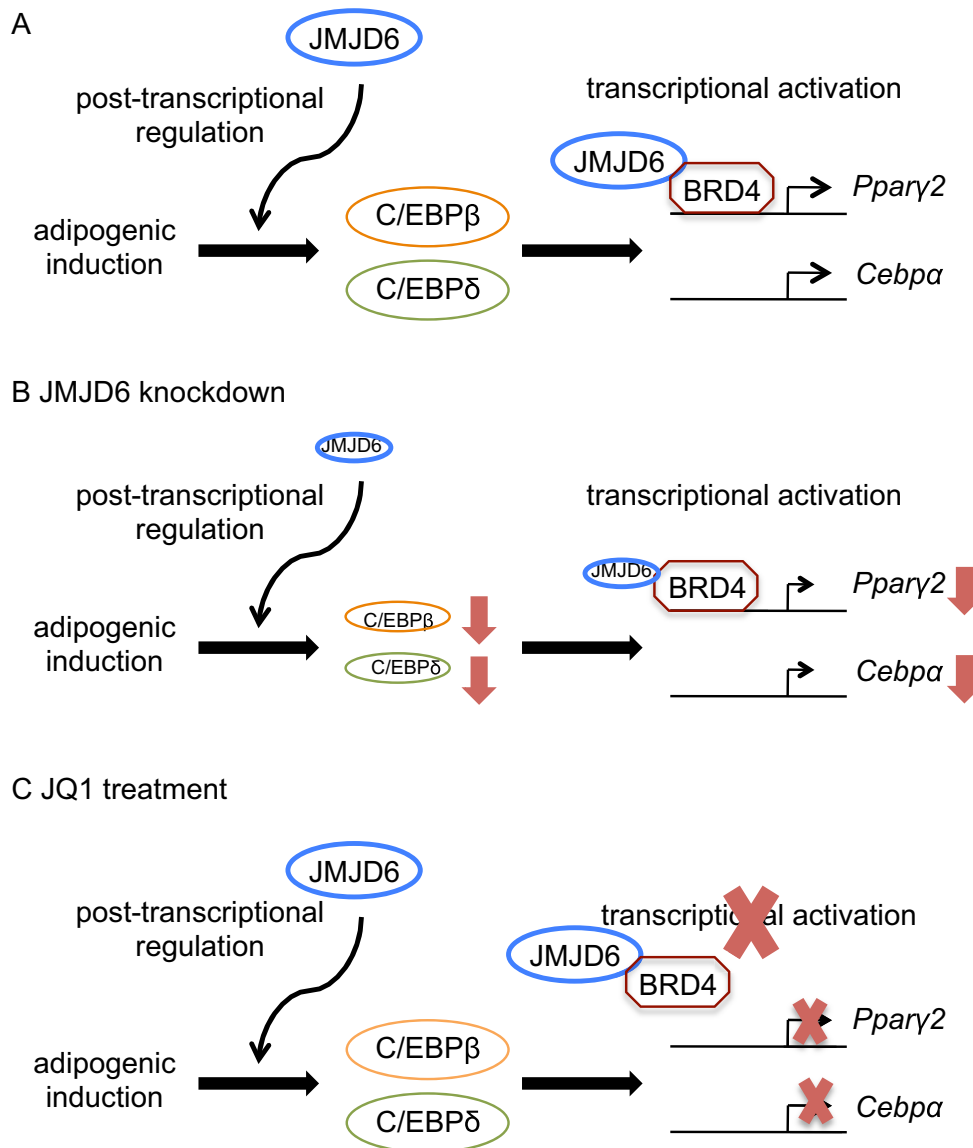 A
JMJD6
post-transcriptional
regulation
transcriptional activation
JMJD6
BRD4
Pparγ2
adipogenic
induction
C/EBPβ
C/EBPδ
Cebpα
B JMJD6 knockdown
JMJD6
post-transcriptional
regulation
transcriptional activation
JMJD6
BRD4
Pparγ2
adipogenic
induction
C/EBPβ
C/EBPδ
Cebpα
C JQ1 treatment
JMJD6
post-transcriptional
regulation
transcriptional activation
JMJD6
BRD4
Pparγ2
adipogenic
induction
C/EBPβ
C/EBPδ
Cebpα